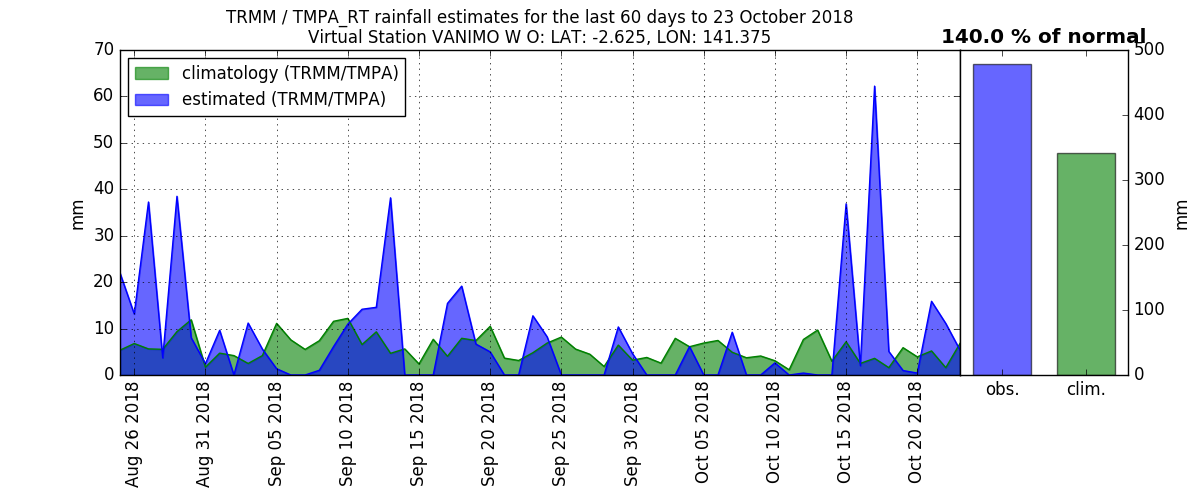 TRMM / TMPA_RT rainfall estimates for the last 60 days to 23 October 2018
Virtual Station VANIMO W O: LAT: -2.625, LON: 141.375
140.0 % of normal
climatology (TRMM/TMPA)
estimated (TRMM/TMPA)
mm
70
60
50
40
30
20
10
0
Aug 26 2018
Aug 31 2018
Sep 05 2018
Sep 10 2018
Sep 15 2018
Sep 20 2018
Sep 25 2018
Sep 30 2018
Oct 05 2018
Oct 10 2018
Oct 15 2018
Oct 20 2018
500
400
300
200
100
0
mm
obs.
clim.